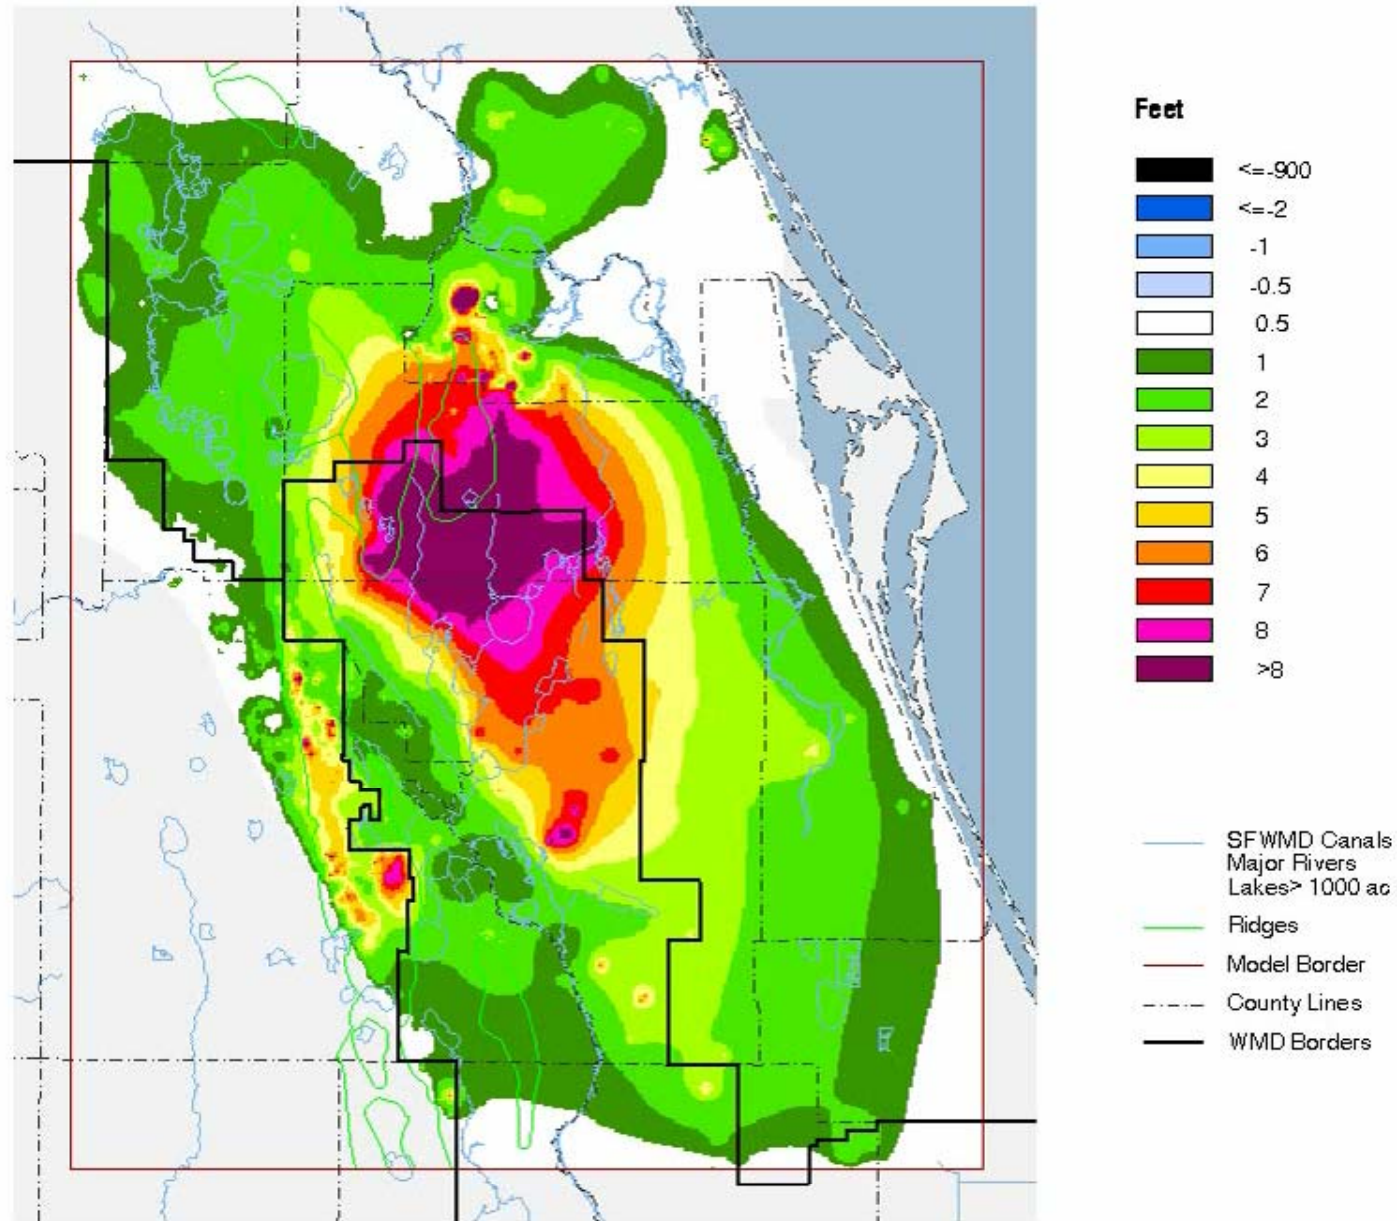 Feet
<=-900
<=-2
-1
-0.5
0.5
1
2
3
4
5
6
7
8
>8
SFWMD Canals
Major Rivers
Lakes> 1000 ac
Ridges
Model Border
County Lines
WMD Borders